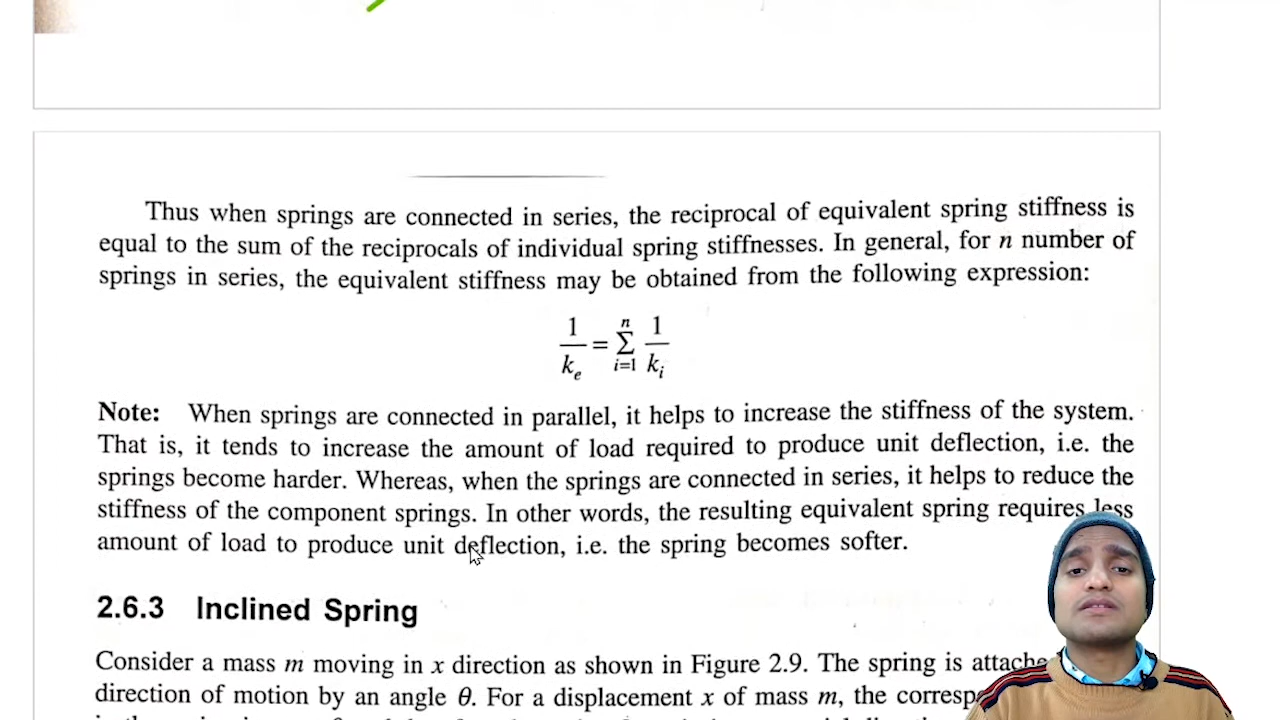 Thus when springs are connected in series, the reciprocal of equivalent spring stiffness is
equal to the sum of the reciprocals of individual spring stiffnesses. In general, for n number of
springs in series, the equivalent stiffness may be obtained from the following expression:
1/kₑ = Σⁿᵢ₌₁ 1/kᵢ
Note: When springs are connected in parallel, it helps to increase the stiffness of the system.
That is, it tends to increase the amount of load required to produce unit deflection, i.e. the
springs become harder. Whereas, when the springs are connected in series, it helps to reduce the
stiffness of the component springs. In other words, the resulting equivalent spring requires less
amount of load to produce unit deflection, i.e. the spring becomes softer.
2.6.3 Inclined Spring
Consider a mass m moving in x direction as shown in Figure 2.9. The spring is
direction of motion by an angle θ. For a displacement x of mass m, the